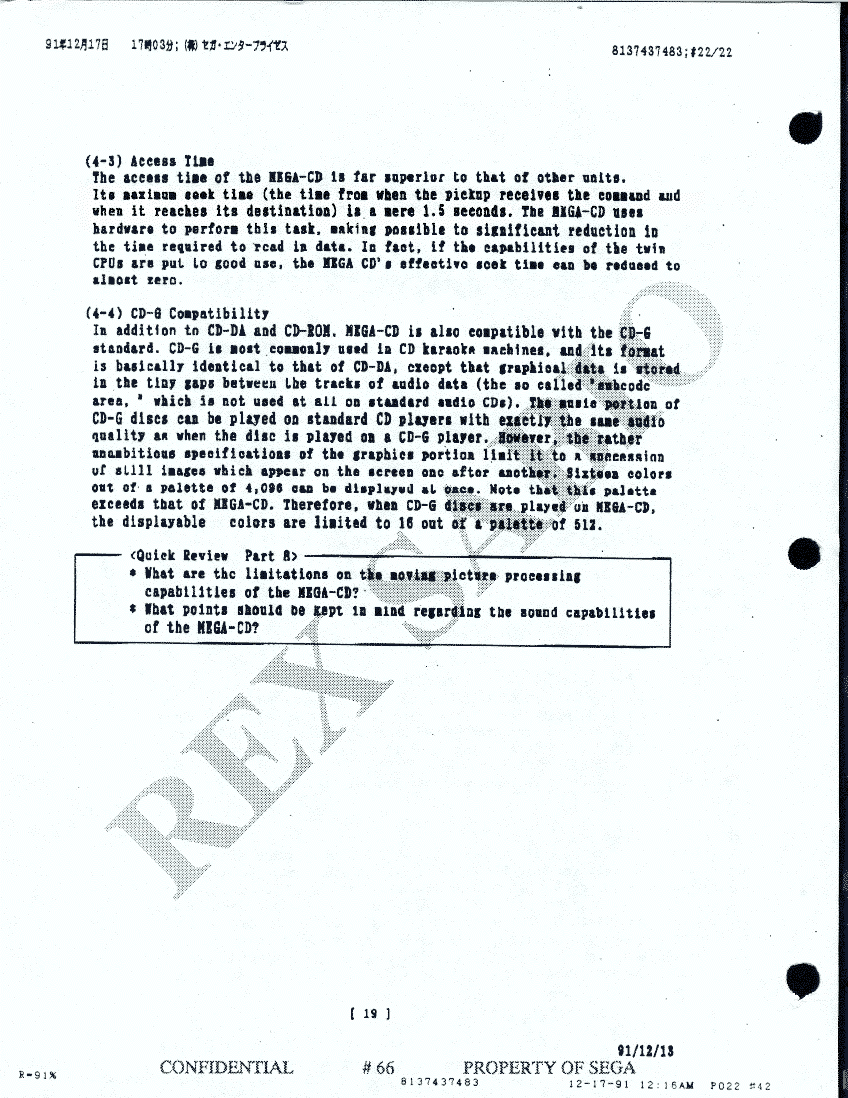 91年12月17日 17時03分; (株) セガ・エンタープライゼス
8137437483;#22/22
(4-3) Access Time
The access time of the MEGA-CD is far superior to that of other units.
Its maximum seek time (the time from when the pickup receives the command and
when it reaches its destination) is a mere 1.5 seconds. The MEGA-CD uses
hardware to perform this task, making possible to significant reduction in
the time required to read in data. In fact, if the capabilities of the twin
CPUs are put to good use, the MEGA CD's effective seek time can be reduced to
almost zero.
(4-4) CD-G Compatibility
In addition to CD-DA and CD-ROM, MEGA-CD is also compatible with the CD-G
standard. CD-G is most commonly used in CD karaoke machines, and its format
is basically identical to that of CD-DA, except that graphical data is stored
in the tiny gaps between the tracks of audio data (the so called "subcode
area, " which is not used at all on standard audio CDs). The music portion of
CD-G discs can be played on standard CD players with exactly the same audio
quality as when the disc is played on a CD-G player. However, the rather
unambitious specifications of the graphics portion limit it to a succession
of still images which appear on the screen one after another. Sixteen colors
out of a palette of 4,096 can be displayed at once. Note that this palette
exceeds that of MEGA-CD. Therefore, when CD-G discs are played on MEGA-CD,
the displayable colors are limited to 16 out of a palette of 512.
<Quick Review Part 8>
* What are the limitations on the moving picture processing
capabilities of the MEGA-CD?
* What points should be kept in mind regarding the sound capabilities
of the MEGA-CD?
REX SABIO
[ 19 ]
91/12/13
CONFIDENTIAL #66 PROPERTY OF SEGA
R=91%
8137437483
12-17-91 12:16AM P022 #42